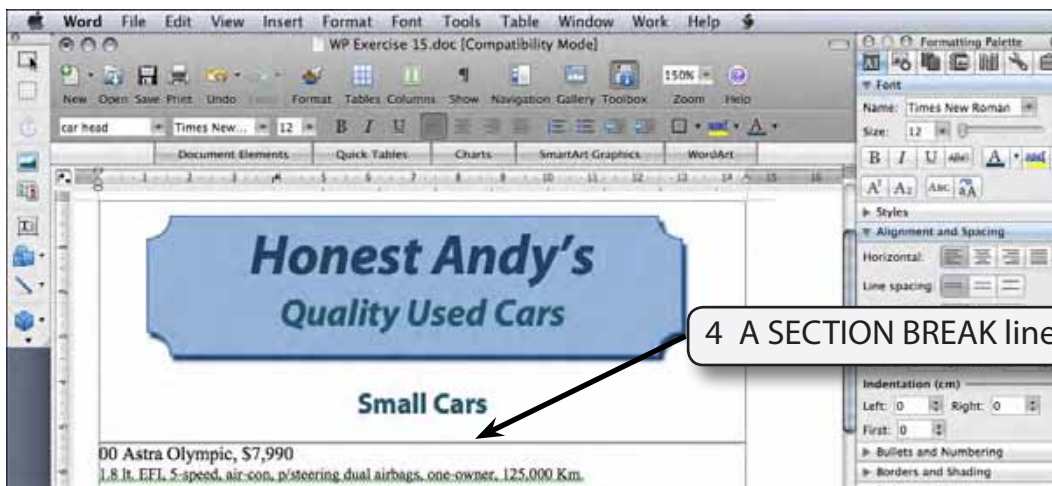 Word File Edit View Insert Format Font Tools Table Window Work Help
WP Exercise 15.doc [Compatibility Mode]
Formatting Palette
150%
New Open Save Print Undo Format Tables Columns Show Navigation Gallery Toolbox Zoom Help
car head Times New... 12 B I U A
Document Elements Quick Tables Charts SmartArt Graphics WordArt
Font
Name: Times New Roman
Size: 12
B I U ABC A
A² A₂ ABC aA
Styles
Alignment and Spacing
Horizontal:
Line spacing:
Honest Andy's
Quality Used Cars
4 A SECTION BREAK line
Small Cars
Indentation (cm)
Left: 0 Right: 0
First: 0
Bullets and Numbering
Borders and Shading
00 Astra Olympic, $7,990
1.8 lt. EFI, 5-speed, air-con, p/steering dual airbags, one-owner, 125,000 Km.